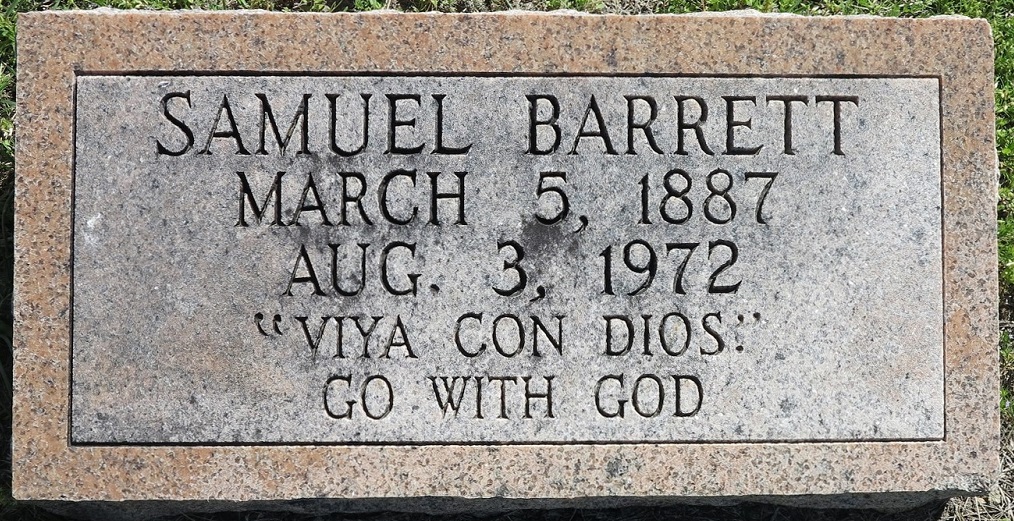 SAMUEL BARRETT
MARCH 5, 1887
AUG. 3, 1972
"VIYA CON DIOS."
GO WITH GOD